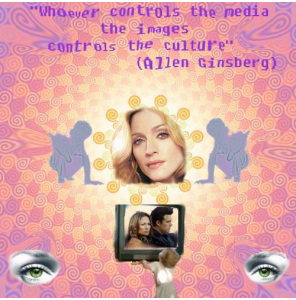 "Whoever controls the media
the images
controls the culture"
(Allen Ginsberg)